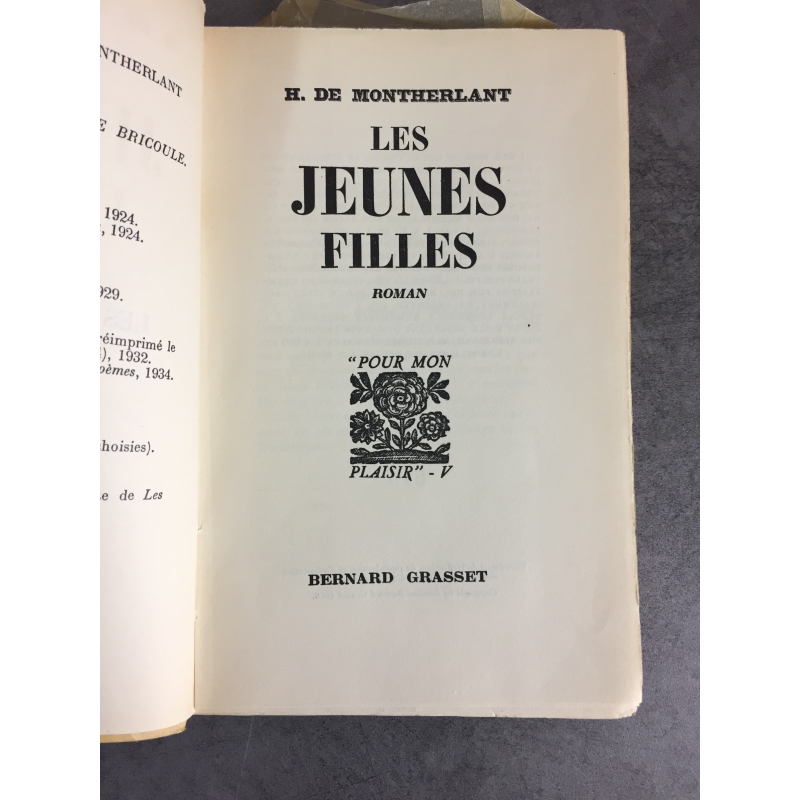 NTHERLANT
E BRICOULE.
1924.
, 1924.
929.
réimprimé le
), 1932.
oèmes, 1934.
hoisies).
e de Les
H. DE MONTHERLANT
LES
JEUNES
FILLES
ROMAN
"POUR MON
PLAISIR" - V
BERNARD GRASSET